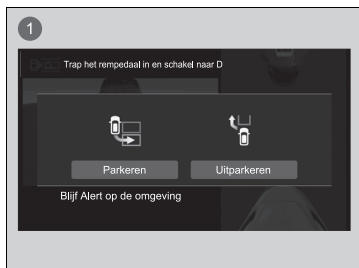 1
Trap het rempedaal in en schakel naar D
Parkeren
Uitparkeren
Blijf Alert op de omgeving